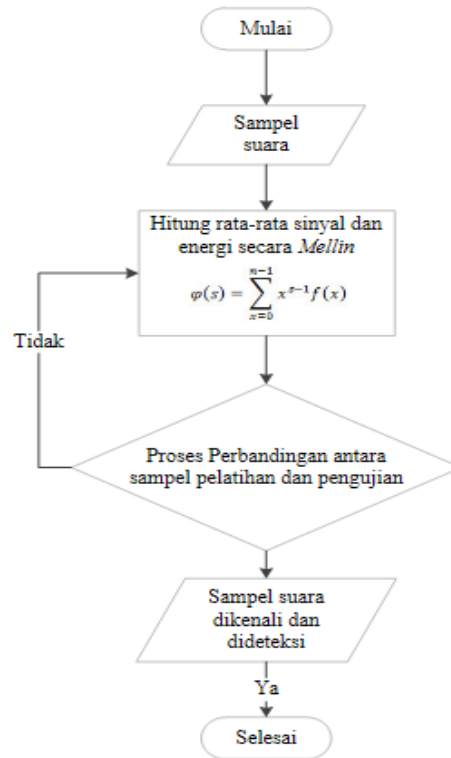 Mulai
Sampel
suara
Hitung rata-rata sinyal dan
energi secara Mellin
φ(s) = ∑_{x=0}^{n−1} x^{s−1} f(x)
Tidak
Proses Perbandingan antara
sampel pelatihan dan pengujian
Sampel suara
dikenali dan
dideteksi
Ya
Selesai